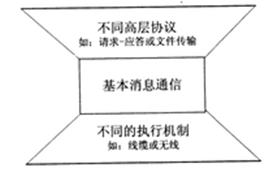 不同高层协议
如：请求-应答或文件传输
基本消息通信
不同的执行机制
如：线缆或无线